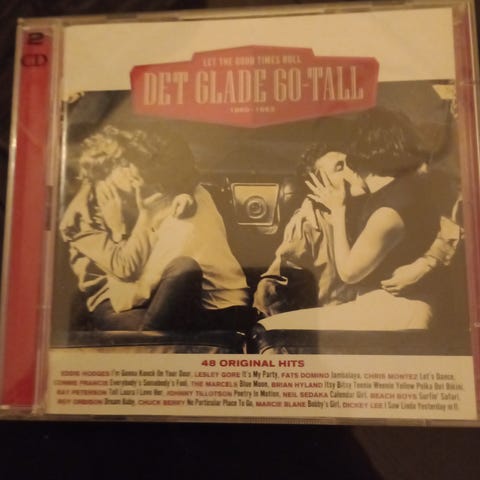 2
CD
LET THE GOOD TIMES ROLL
DET GLADE 60-TALL
1960-1963
48 ORIGINAL HITS
EDDIE HODGES I'm Gonna Knock On Your Door, LESLEY GORE It's My Party, FATS DOMINO Jambalaya, CHRIS MONTEZ Let's Dance,
CONNIE FRANCIS Everybody's Somebody's Fool, THE MARCELS Blue Moon, BRIAN HYLAND Itsy Bitsy Teenie Weenie Yellow Polka Dot Bikini,
RAY PETERSON Tell Laura I Love Her, JOHNNY TILLOTSON Poetry In Motion, NEIL SEDAKA Calendar Girl, BEACH BOYS Surfin' Safari,
ROY ORBISON Dream Baby, CHUCK BERRY No Particular Place To Go, MARCIE BLANE Bobby's Girl, DICKEY LEE I Saw Linda Yesterday m.fl.